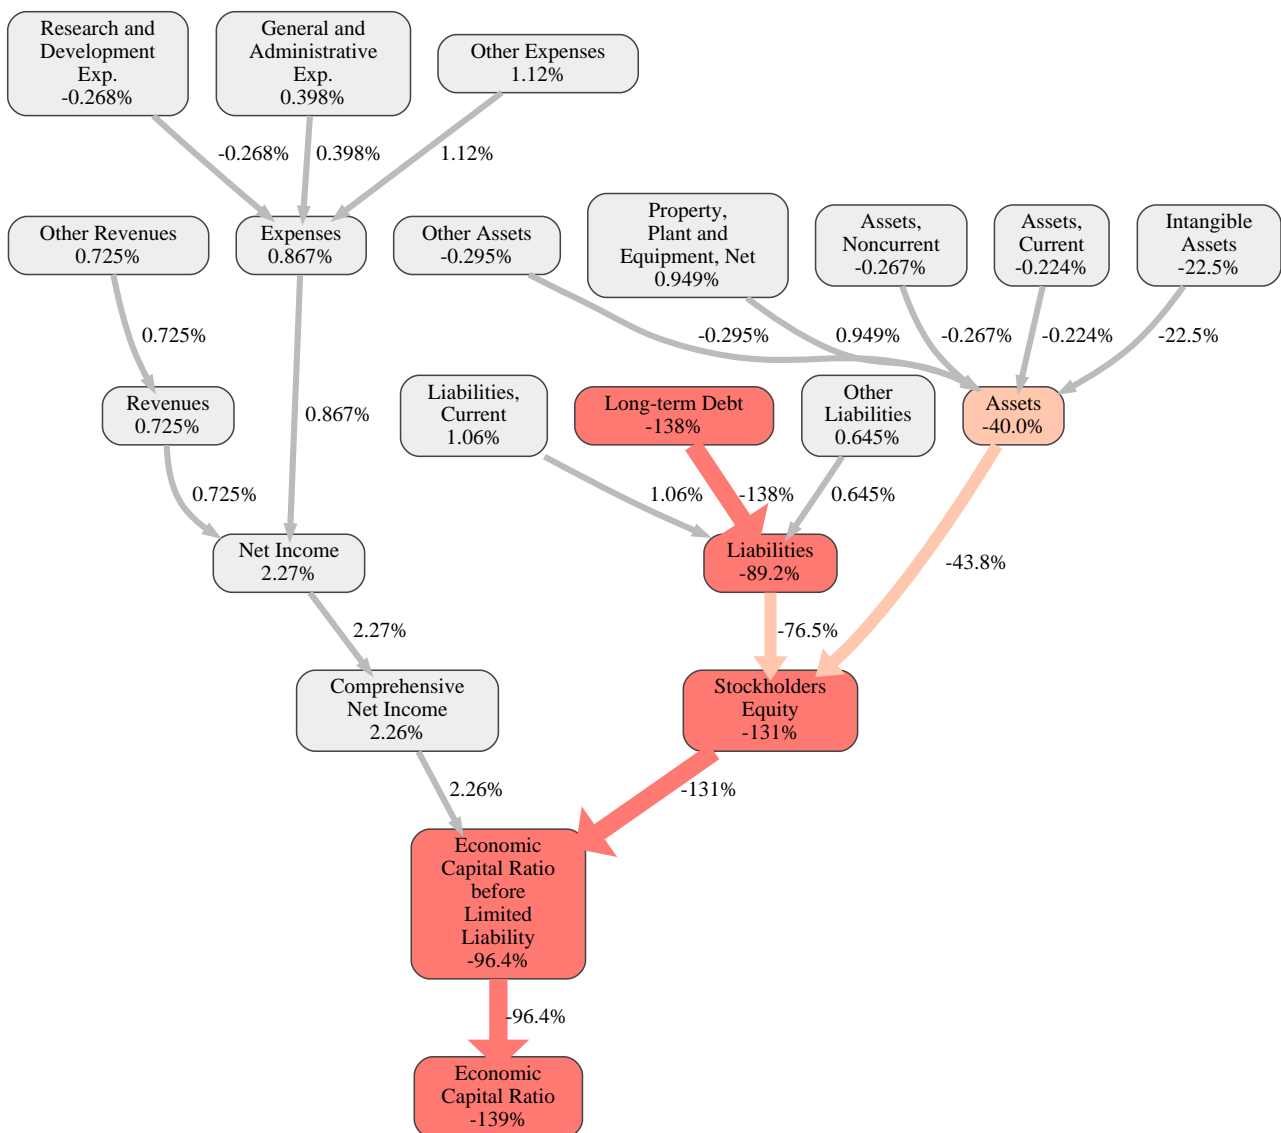 Research and
Development
Exp.
-0.268%
General and
Administrative
Exp.
0.398%
Other Expenses
1.12%
-0.268%
0.398%
1.12%
Other Revenues
0.725%
Expenses
0.867%
Other Assets
-0.295%
Property,
Plant and
Equipment, Net
0.949%
Assets,
Noncurrent
-0.267%
Assets,
Current
-0.224%
Intangible
Assets
-22.5%
0.725%
-0.295%
0.949%
-0.267%
-0.224%
-22.5%
Revenues
0.725%
0.867%
Liabilities,
Current
1.06%
Long-term Debt
-138%
Other
Liabilities
0.645%
Assets
-40.0%
0.725%
1.06%
-138%
0.645%
Net Income
2.27%
Liabilities
-89.2%
-43.8%
2.27%
-76.5%
Comprehensive
Net Income
2.26%
Stockholders
Equity
-131%
2.26%
-131%
Economic
Capital Ratio
before
Limited
Liability
-96.4%
-96.4%
Economic
Capital Ratio
-139%